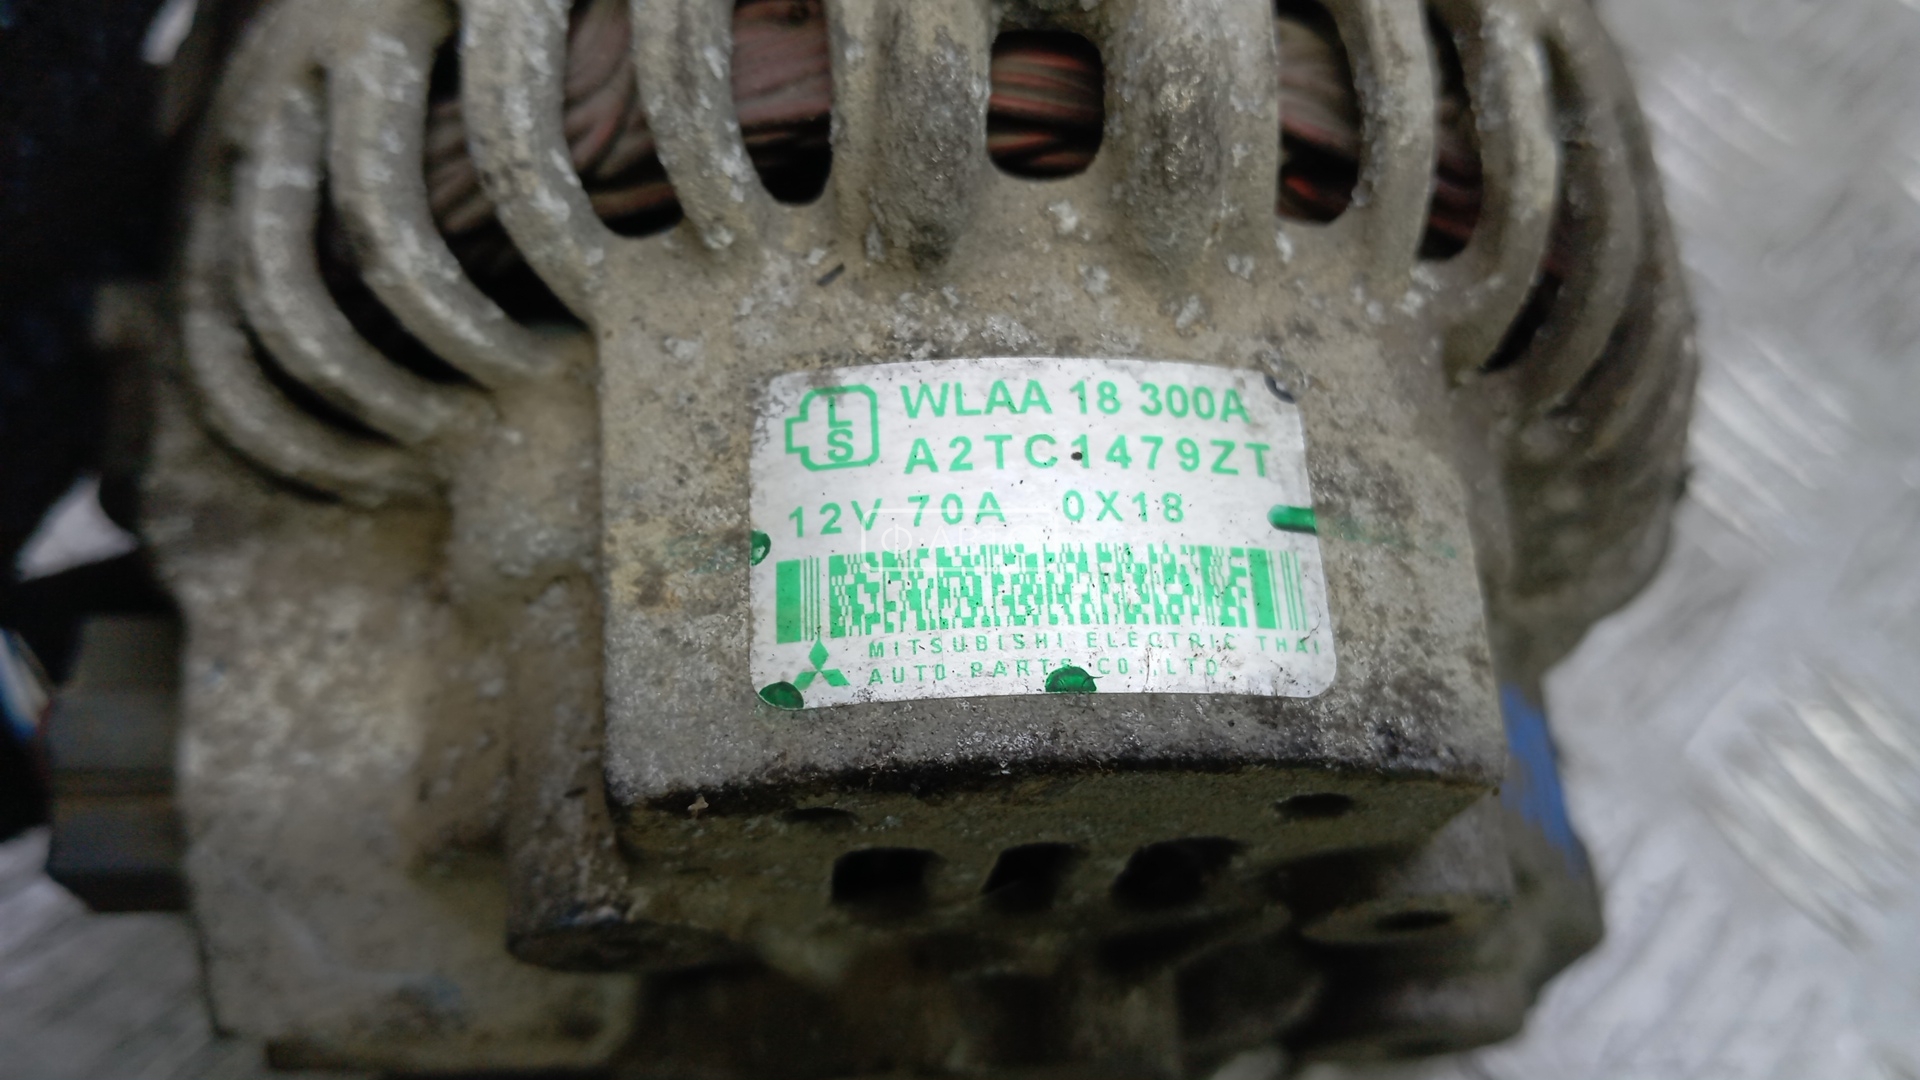 L
S
WLAA 18 300A
A2TC1479ZT
12V 70A 0X18
MITSUBISHI ELECTRIC THAI
AUTO PARTS CO.,LTD.